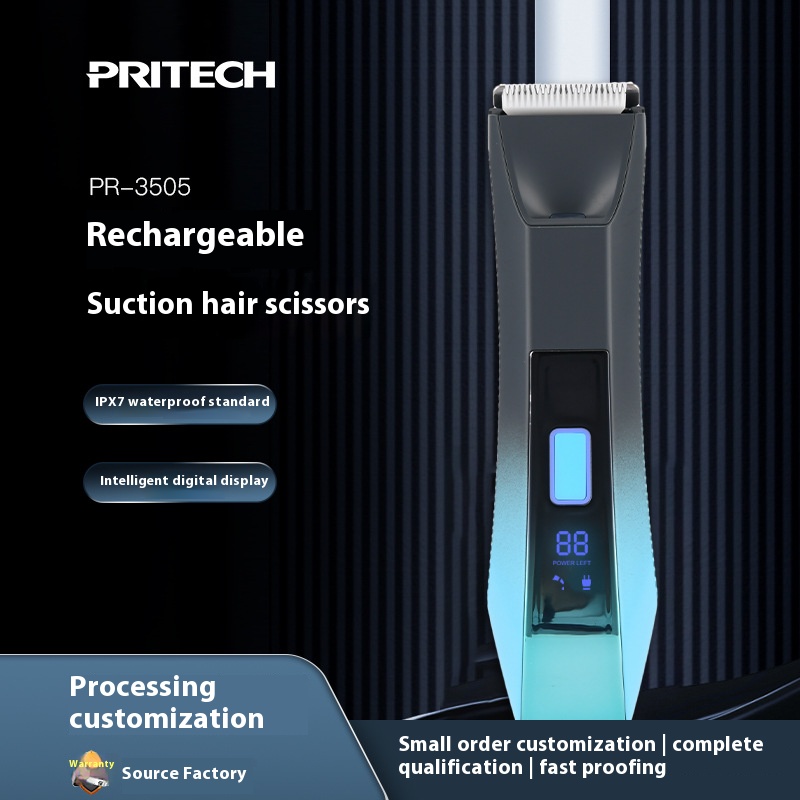 PRITECH
PR-3505
Rechargeable
Suction hair scissors
IPX7 waterproof standard
Intelligent digital display
88
POWER LEFT
Processing
customization
Warranty
Source Factory
Small order customization | complete
qualification | fast proofing